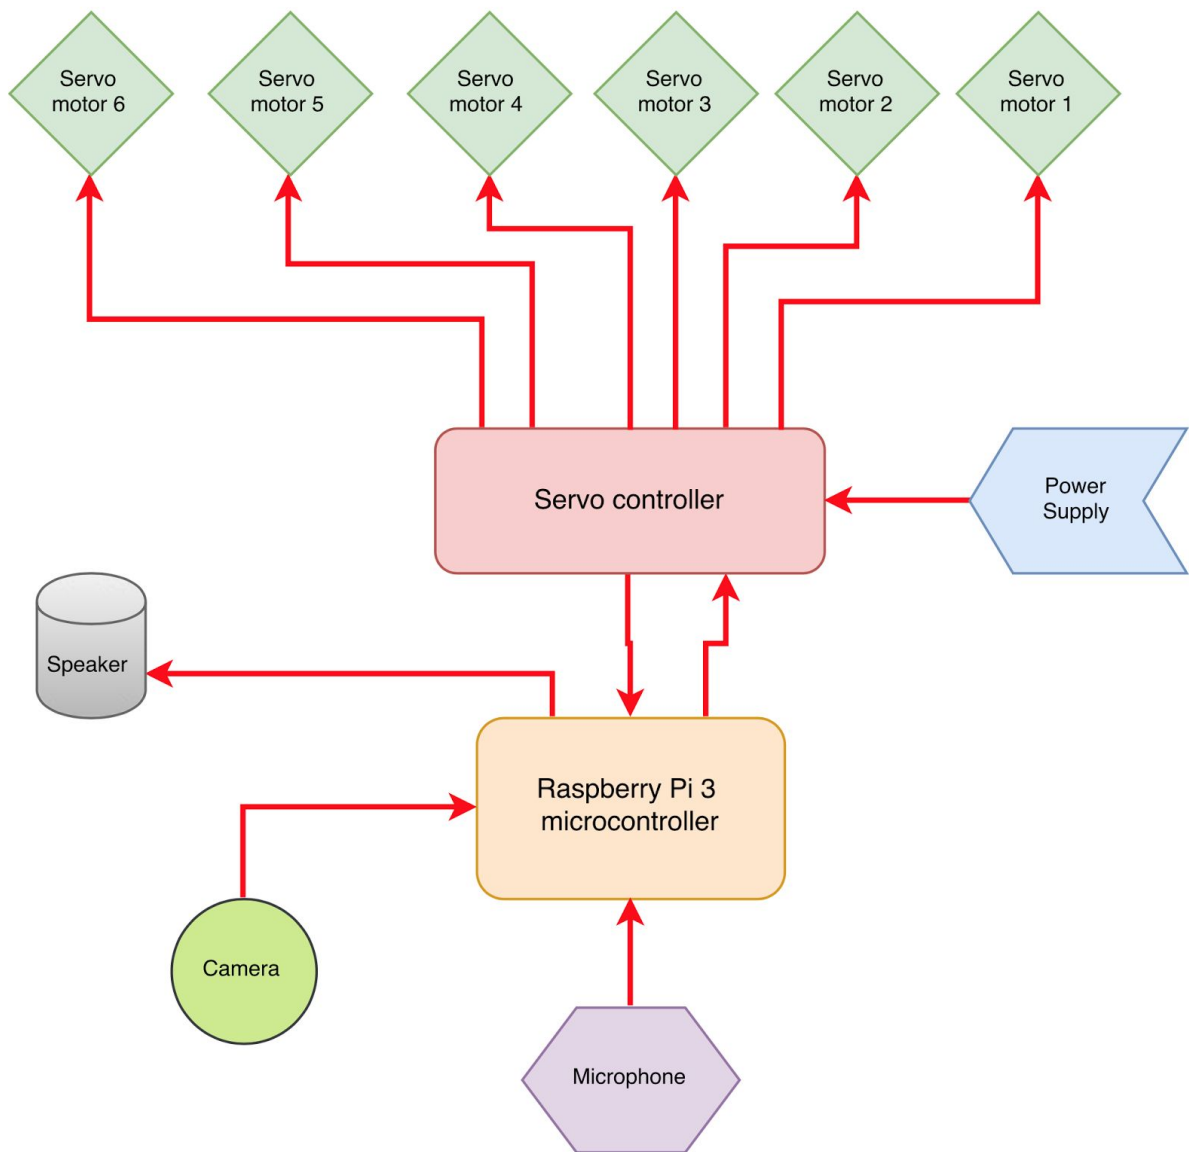 Servo
motor 6
Servo
motor 5
Servo
motor 4
Servo
motor 3
Servo
motor 2
Servo
motor 1
Servo controller
Power
Supply
Speaker
Raspberry Pi 3
microcontroller
Camera
Microphone